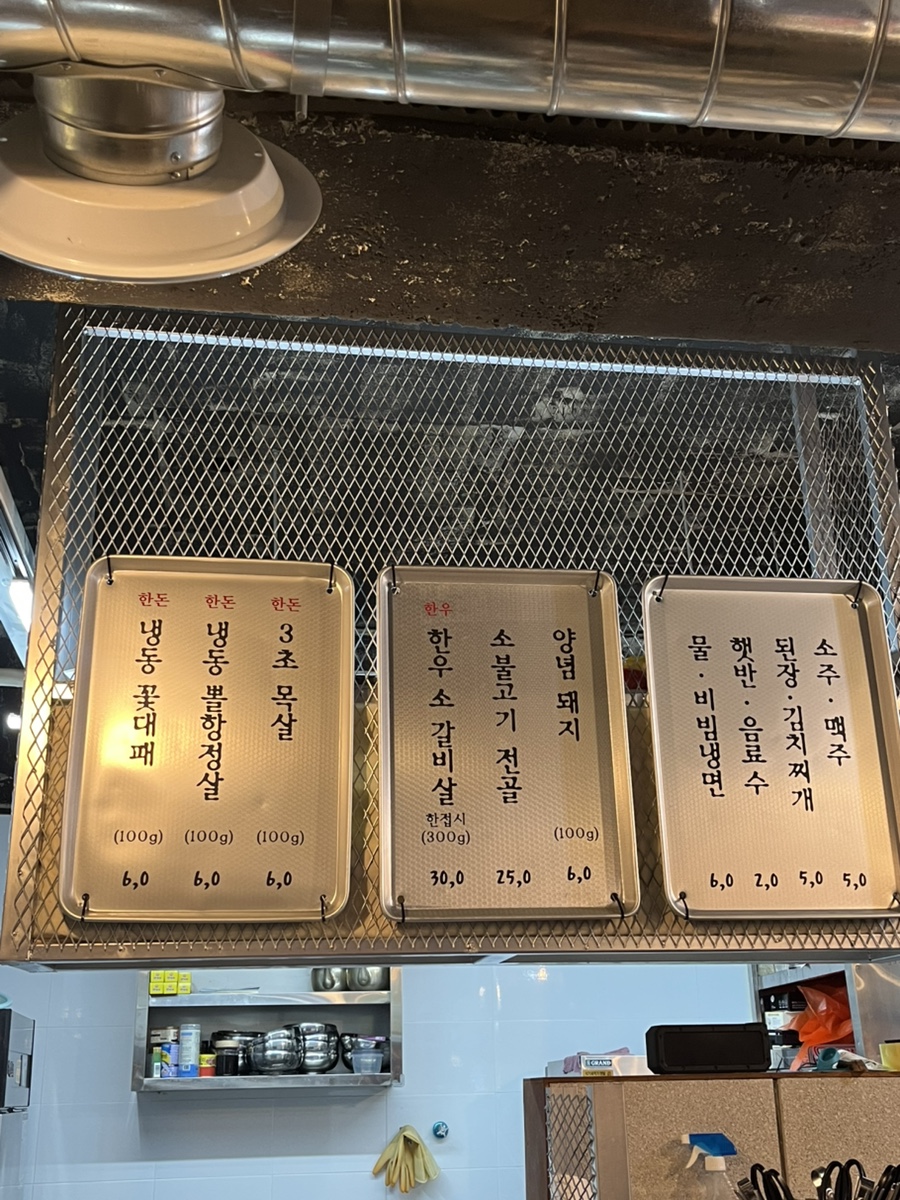 한돈
3초 목살
(100g)
6,0
한돈
냉동 뽈항정살
(100g)
6,0
한돈
냉동 꽃대패
(100g)
6,0
양념 돼지
(100g)
6,0
소불고기 전골
25,0
한우
한우 소 갈비살
한접시
(300g)
30,0
소주·맥주
5,0
된장·김치찌개
5,0
햇반·음료수
2,0
물·비빔냉면
6,0
GRAND